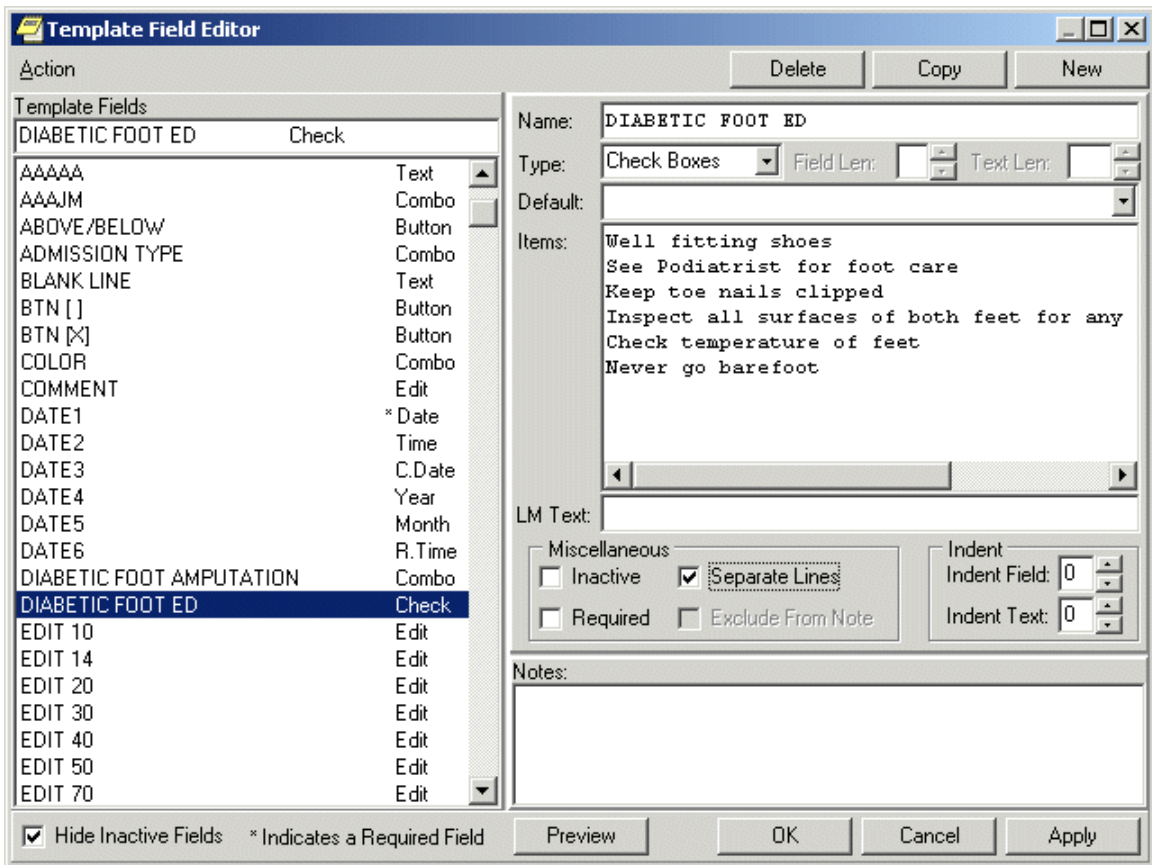 Template Field Editor
Action Delete Copy New
Template Fields
DIABETIC FOOT ED Check
AAAAA Text
AAAJM Combo
ABOVE/BELOW Button
ADMISSION TYPE Combo
BLANK LINE Text
BTN [ ] Button
BTN [X] Button
COLOR Combo
COMMENT Edit
DATE1 * Date
DATE2 Time
DATE3 C.Date
DATE4 Year
DATE5 Month
DATE6 R.Time
DIABETIC FOOT AMPUTATION Combo
DIABETIC FOOT ED Check
EDIT 10 Edit
EDIT 14 Edit
EDIT 20 Edit
EDIT 30 Edit
EDIT 40 Edit
EDIT 50 Edit
EDIT 70 Edit
Name: DIABETIC FOOT ED
Type: Check Boxes Field Len: Text Len:
Default:
Items: Well fitting shoes
See Podiatrist for foot care
Keep toe nails clipped
Inspect all surfaces of both feet for any
Check temperature of feet
Never go barefoot
LM Text:
Miscellaneous
Inactive Separate Lines
Required Exclude From Note
Indent
Indent Field: 0
Indent Text: 0
Notes:
Hide Inactive Fields * Indicates a Required Field Preview OK Cancel Apply